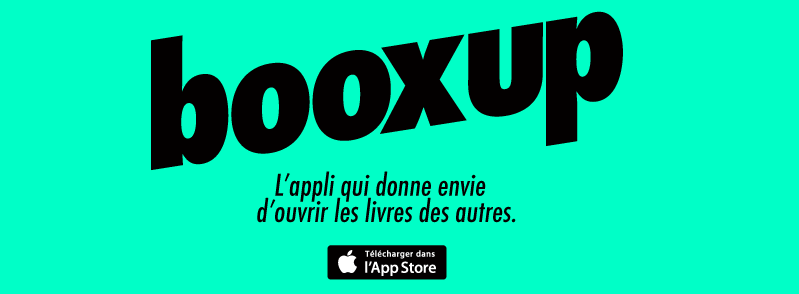 booxup
L'appli qui donne envie
d'ouvrir les livres des autres.
Télécharger dans
l'App Store